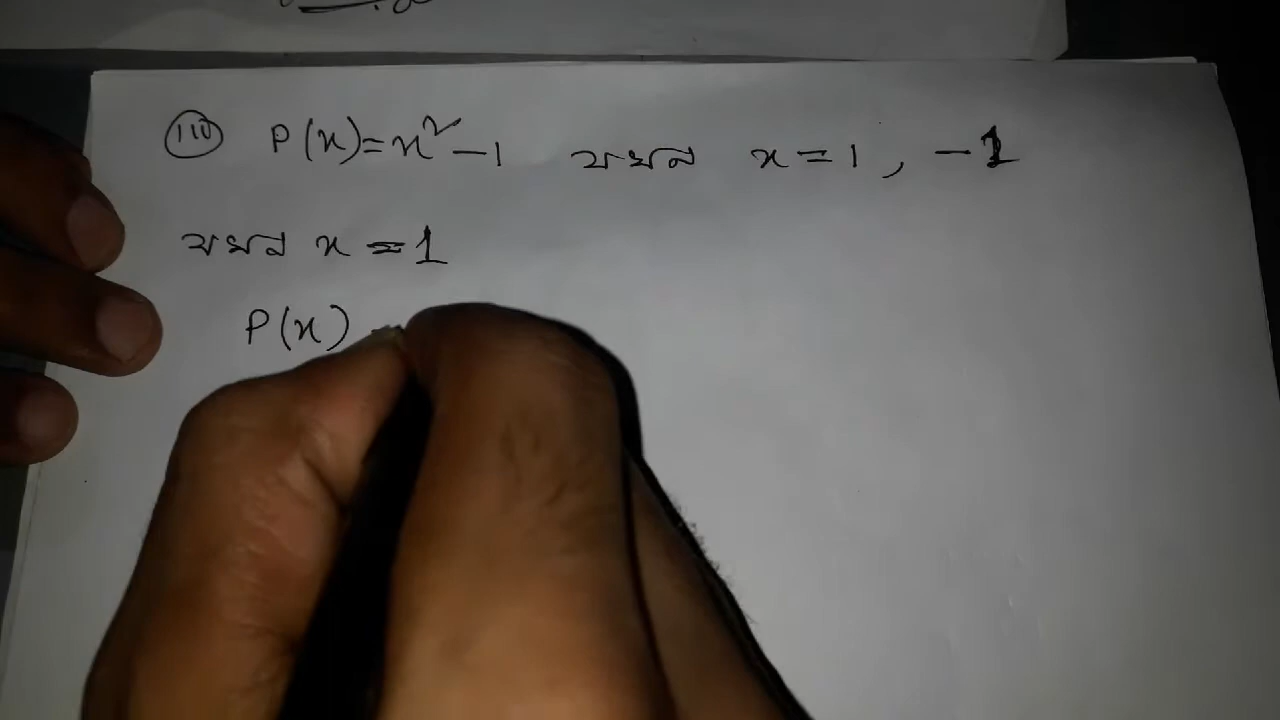 (iii) P(x)=x²-1 যখন x=1, -1
যখন x=1
P(x)